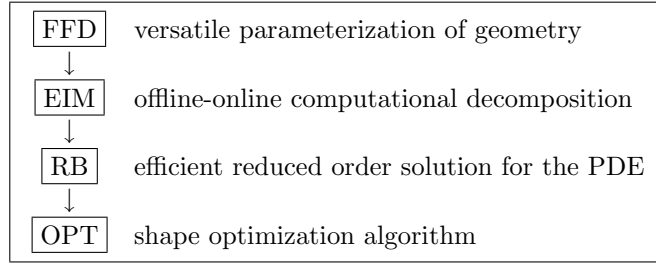 FFD versatile parameterization of geometry
EIM offline-online computational decomposition
RB efficient reduced order solution for the PDE
OPT shape optimization algorithm